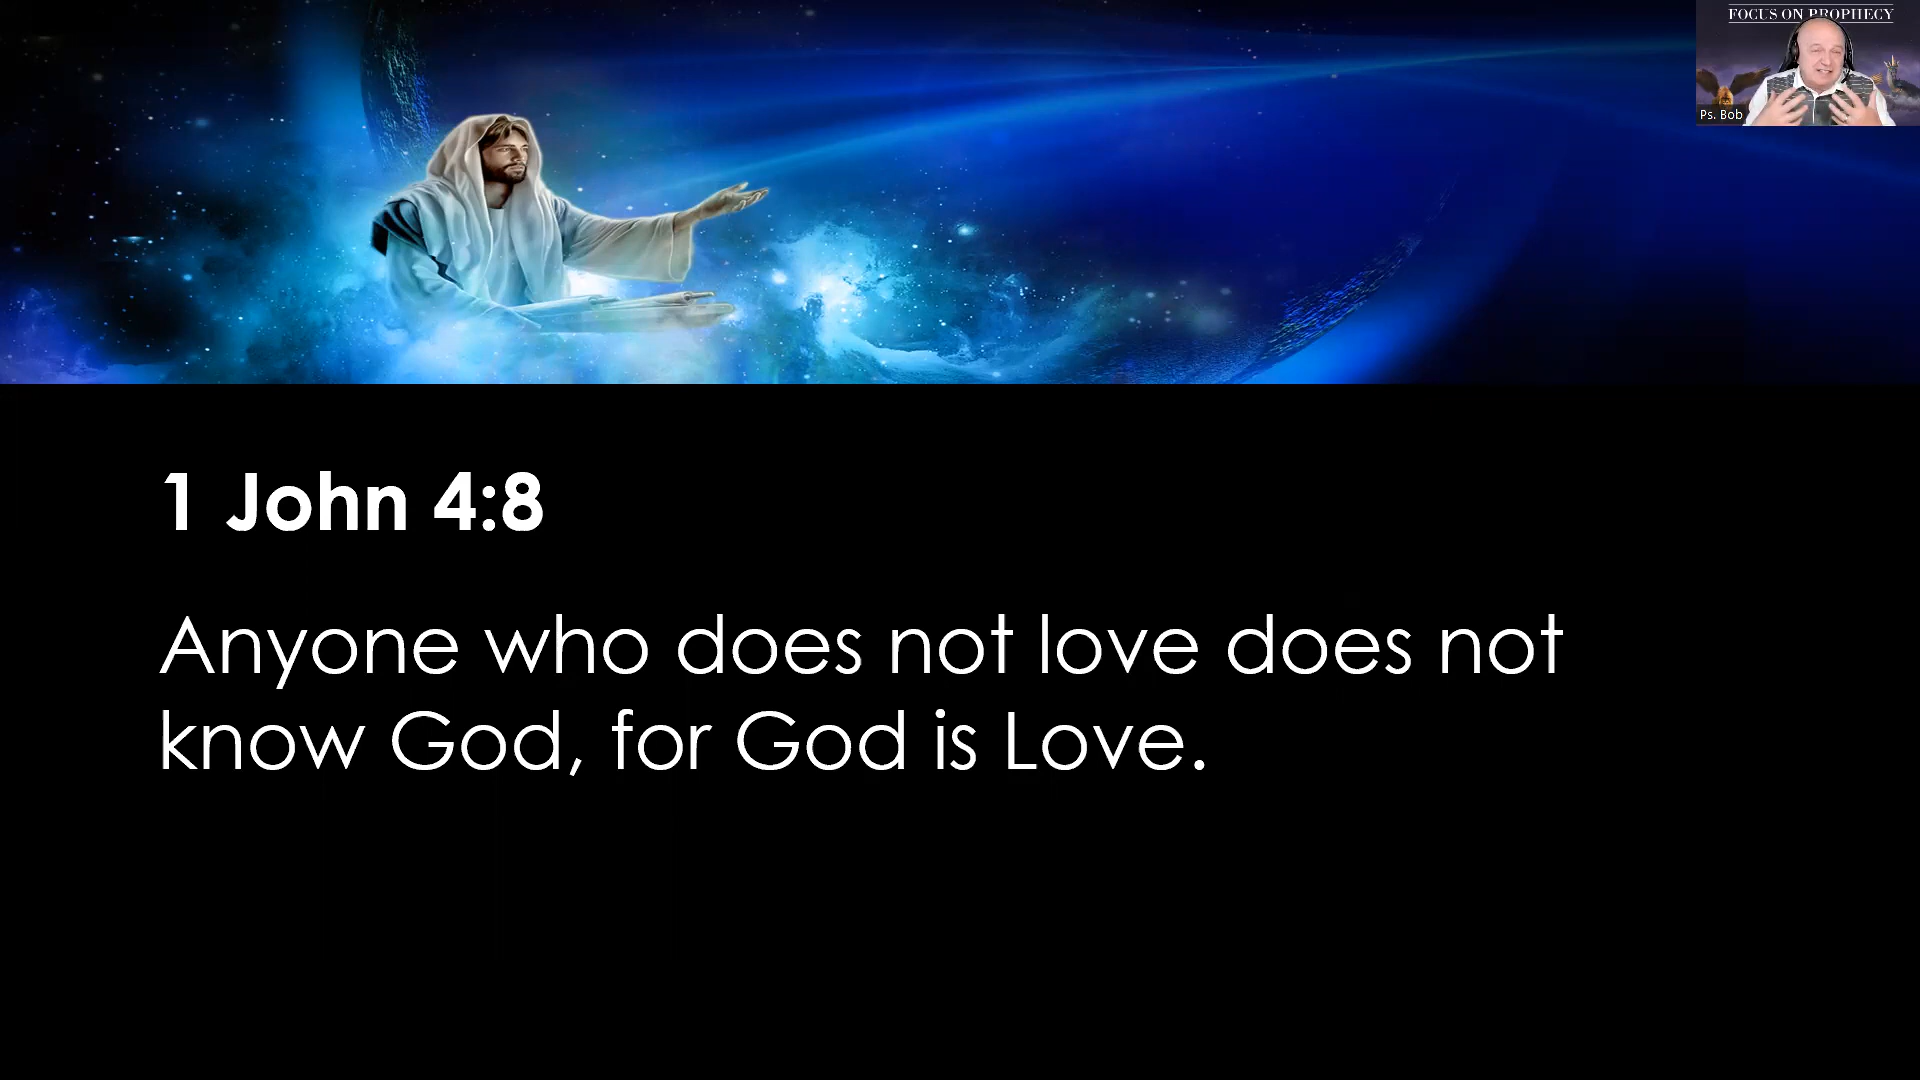 FOCUS ON PROPHECY
Ps. Bob
1 John 4:8
Anyone who does not love does not
know God, for God is Love.